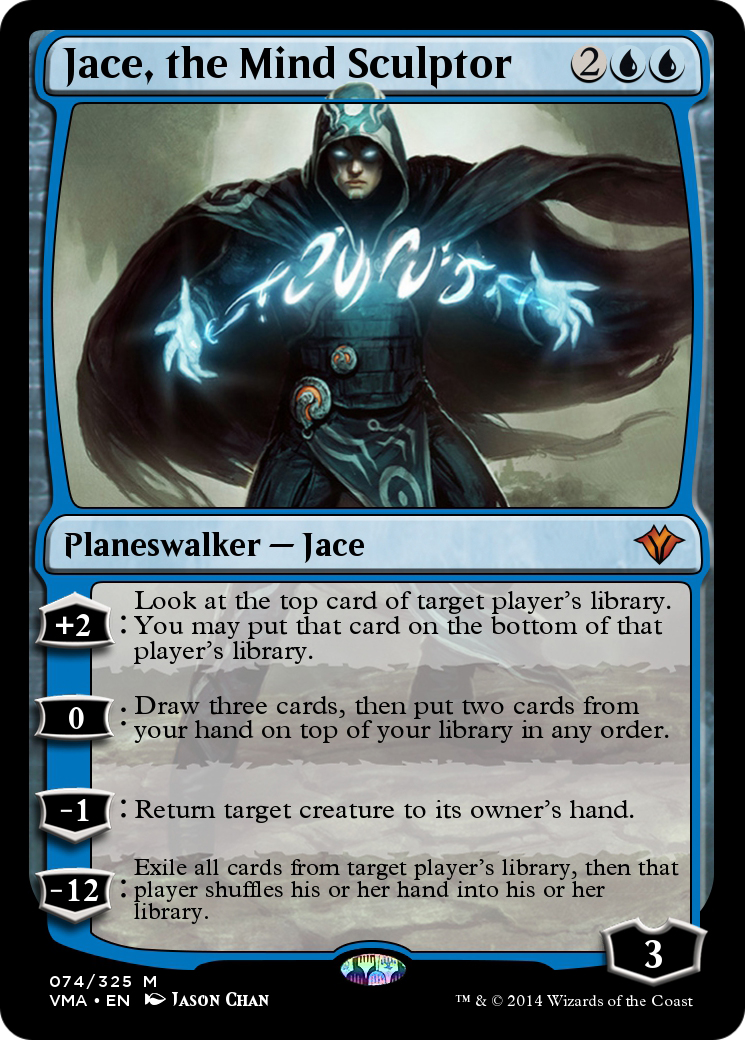 Jace, the Mind Sculptor 2
Planeswalker — Jace
+2 : Look at the top card of target player's library.
You may put that card on the bottom of that
player's library.
0 : Draw three cards, then put two cards from
your hand on top of your library in any order.
-1 : Return target creature to its owner's hand.
-12 : Exile all cards from target player's library, then that
player shuffles his or her hand into his or her
library.
3
074/325 M
VMA • EN Jason Chan
™ & © 2014 Wizards of the Coast